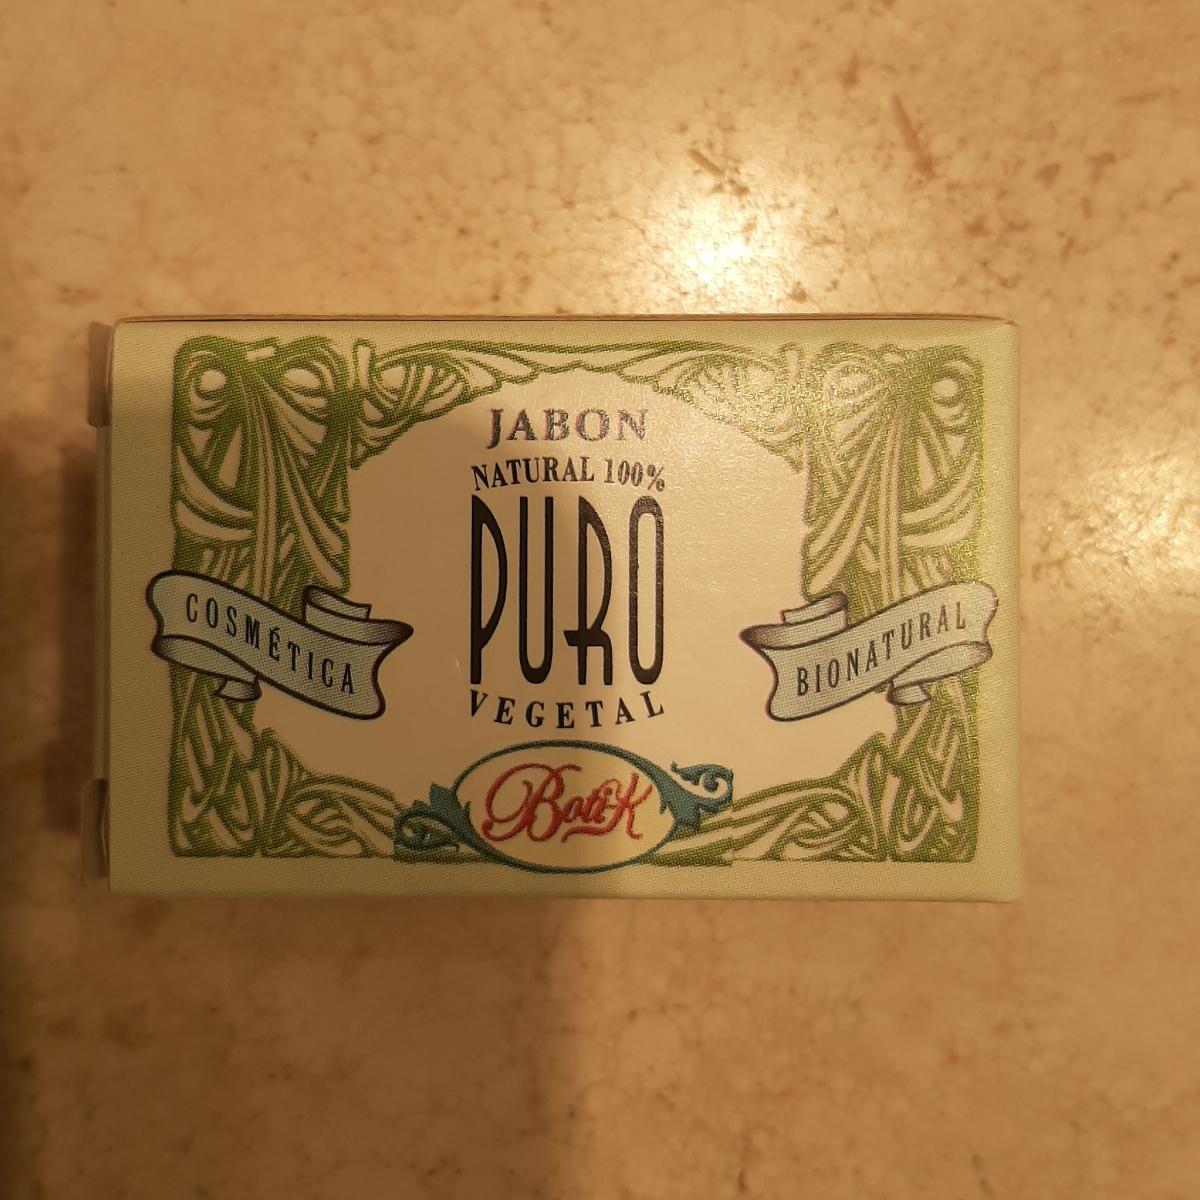 JABON
NATURAL 100%
PURO
VEGETAL
COSMÉTICA
BIONATURAL
BotiK